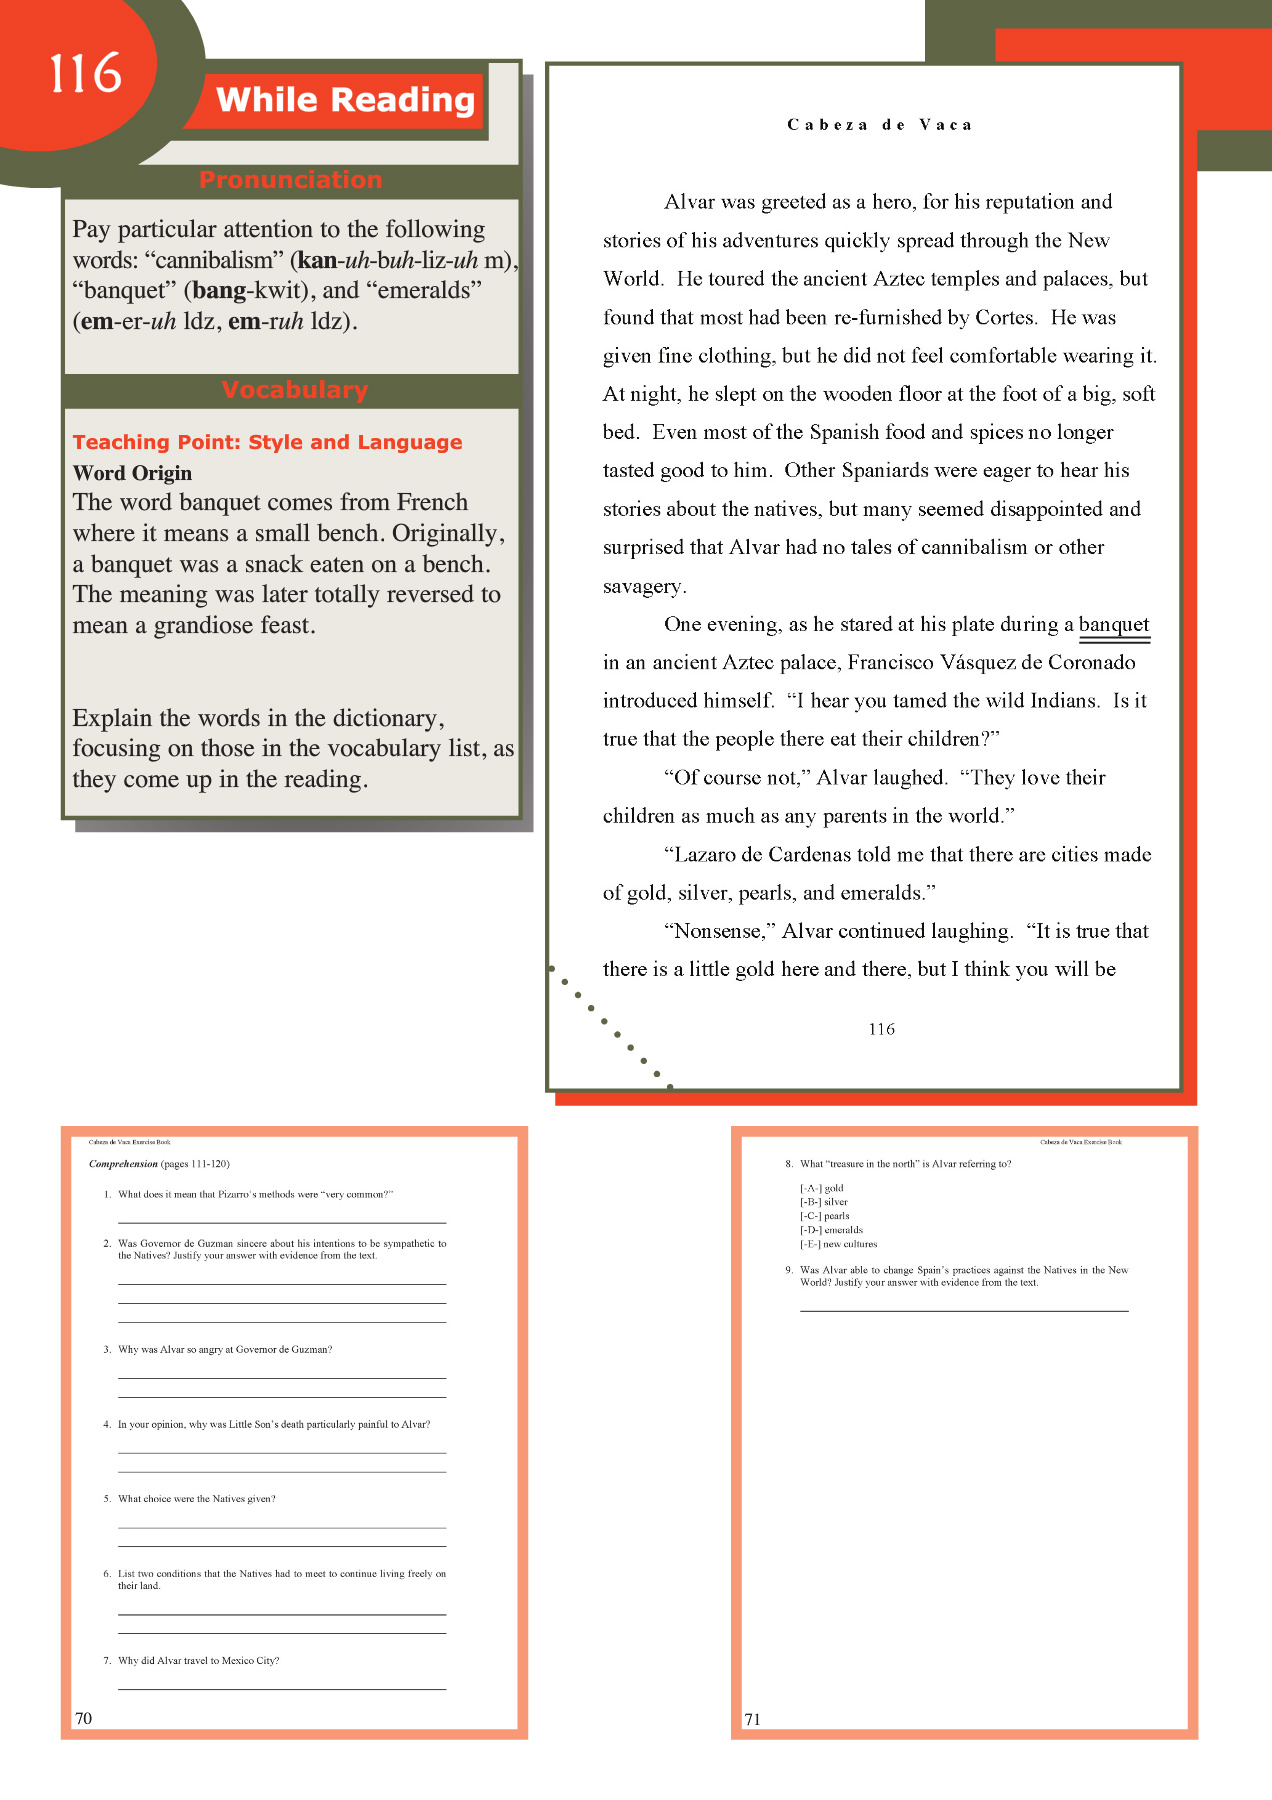 116
While Reading
Pronunciation
Pay particular attention to the following
words: “cannibalism” (kan-uh-buh-liz-uh m),
“banquet” (bang-kwit), and “emeralds”
(em-er-uh ldz, em-ruh ldz).
Vocabulary
Teaching Point: Style and Language
Word Origin
The word banquet comes from French
where it means a small bench. Originally,
a banquet was a snack eaten on a bench.
The meaning was later totally reversed to
mean a grandiose feast.
Explain the words in the dictionary,
focusing on those in the vocabulary list, as
they come up in the reading.
Cabeza de Vaca
Alvar was greeted as a hero, for his reputation and
stories of his adventures quickly spread through the New
World.  He toured the ancient Aztec temples and palaces, but
found that most had been re-furnished by Cortes.  He was
given fine clothing, but he did not feel comfortable wearing it.
At night, he slept on the wooden floor at the foot of a big, soft
bed.  Even most of the Spanish food and spices no longer
tasted good to him.  Other Spaniards were eager to hear his
stories about the natives, but many seemed disappointed and
surprised that Alvar had no tales of cannibalism or other
savagery.
One evening, as he stared at his plate during a banquet
in an ancient Aztec palace, Francisco Vásquez de Coronado
introduced himself.  “I hear you tamed the wild Indians.  Is it
true that the people there eat their children?”
“Of course not,” Alvar laughed.  “They love their
children as much as any parents in the world.”
“Lazaro de Cardenas told me that there are cities made
of gold, silver, pearls, and emeralds.”
“Nonsense,” Alvar continued laughing.  “It is true that
there is a little gold here and there, but I think you will be
116
Cabeza de Vaca Exercise Book
Comprehension (pages 111-120)
1. What does it mean that Pizarro’s methods were “very common?”
2. Was Governor de Guzman sincere about his intentions to be sympathetic to
the Natives? Justify your answer with evidence from the text.
3. Why was Alvar so angry at Governor de Guzman?
4. In your opinion, why was Little Son’s death particularly painful to Alvar?
5. What choice were the Natives given?
6. List two conditions that the Natives had to meet to continue living freely on
their land.
7. Why did Alvar travel to Mexico City?
70
Cabeza de Vaca Exercise Book
8. What “treasure in the north” is Alvar referring to?
[-A-] gold
[-B-] silver
[-C-] pearls
[-D-] emeralds
[-E-] new cultures
9. Was Alvar able to change Spain’s practices against the Natives in the New
World? Justify your answer with evidence from the text.
71